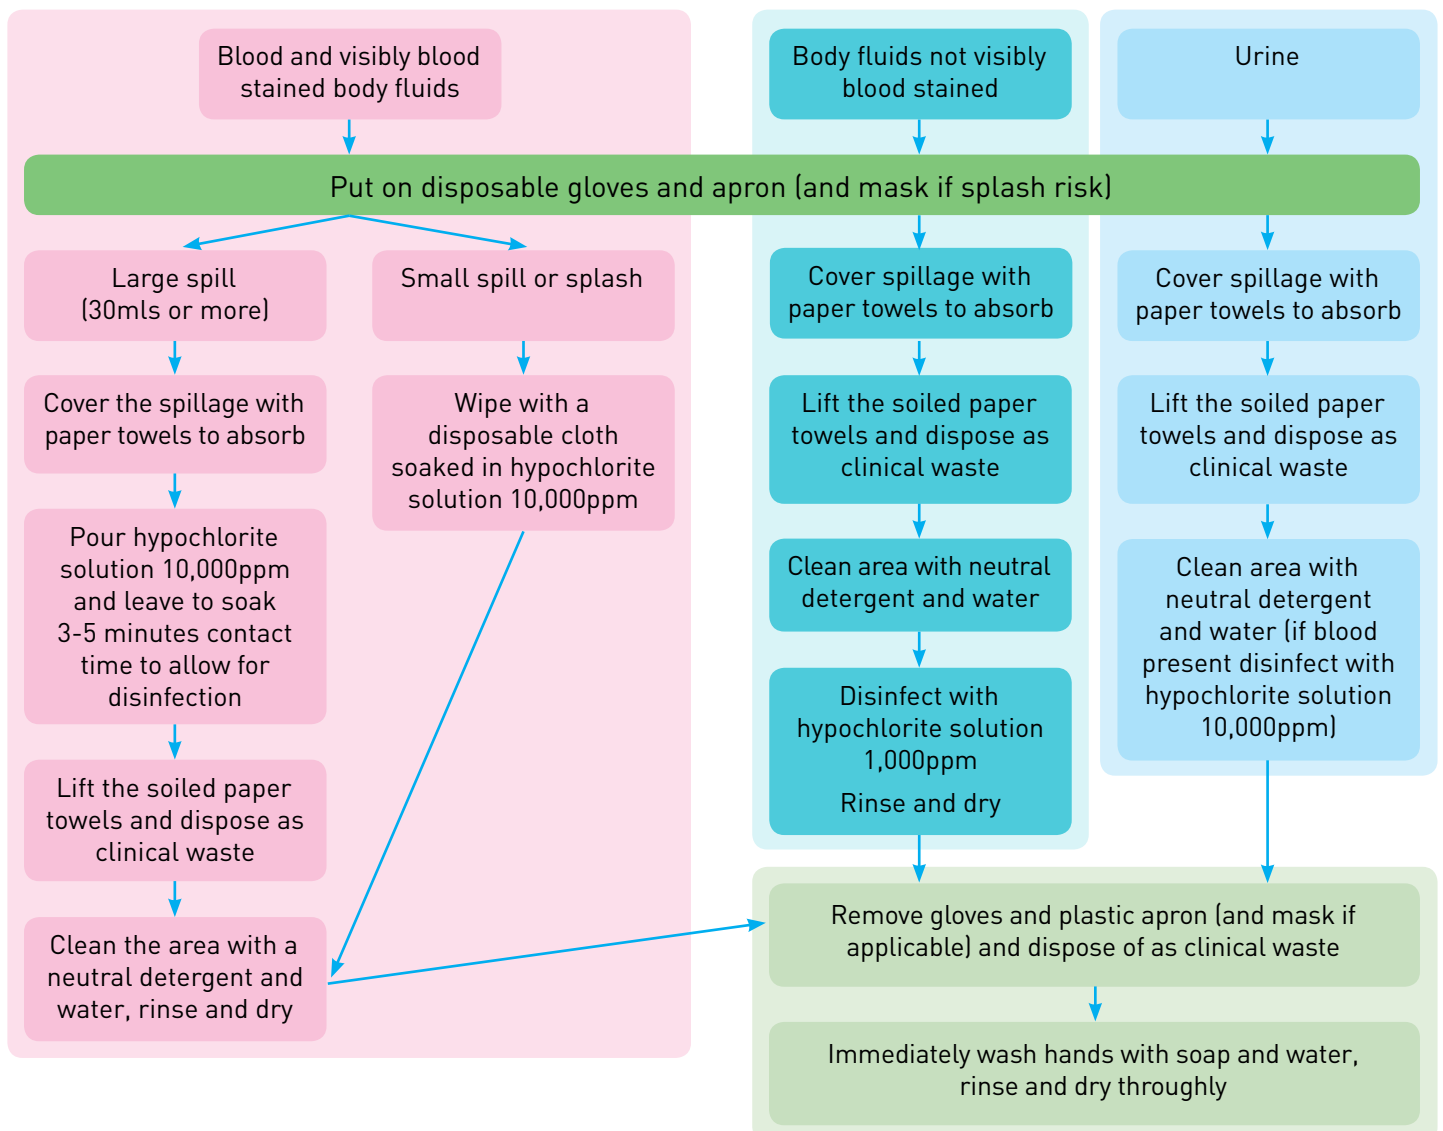 Blood and visibly blood
stained body fluids
Body fluids not visibly
blood stained
Urine
Put on disposable gloves and apron (and mask if splash risk)
Large spill
(30mls or more)
Cover the spillage with
paper towels to absorb
Pour hypochlorite
solution 10,000ppm
and leave to soak
3-5 minutes contact
time to allow for
disinfection
Lift the soiled paper
towels and dispose as
clinical waste
Clean the area with a
neutral detergent and
water, rinse and dry
Small spill or splash
Wipe with a
disposable cloth
soaked in hypochlorite
solution 10,000ppm
Cover spillage with
paper towels to absorb
Lift the soiled paper
towels and dispose as
clinical waste
Clean area with neutral
detergent and water
Disinfect with
hypochlorite solution
1,000ppm
Rinse and dry
Cover spillage with
paper towels to absorb
Lift the soiled paper
towels and dispose as
clinical waste
Clean area with
neutral detergent
and water (if blood
present disinfect with
hypochlorite solution
10,000ppm)
Remove gloves and plastic apron (and mask if
applicable) and dispose of as clinical waste
Immediately wash hands with soap and water,
rinse and dry throughly